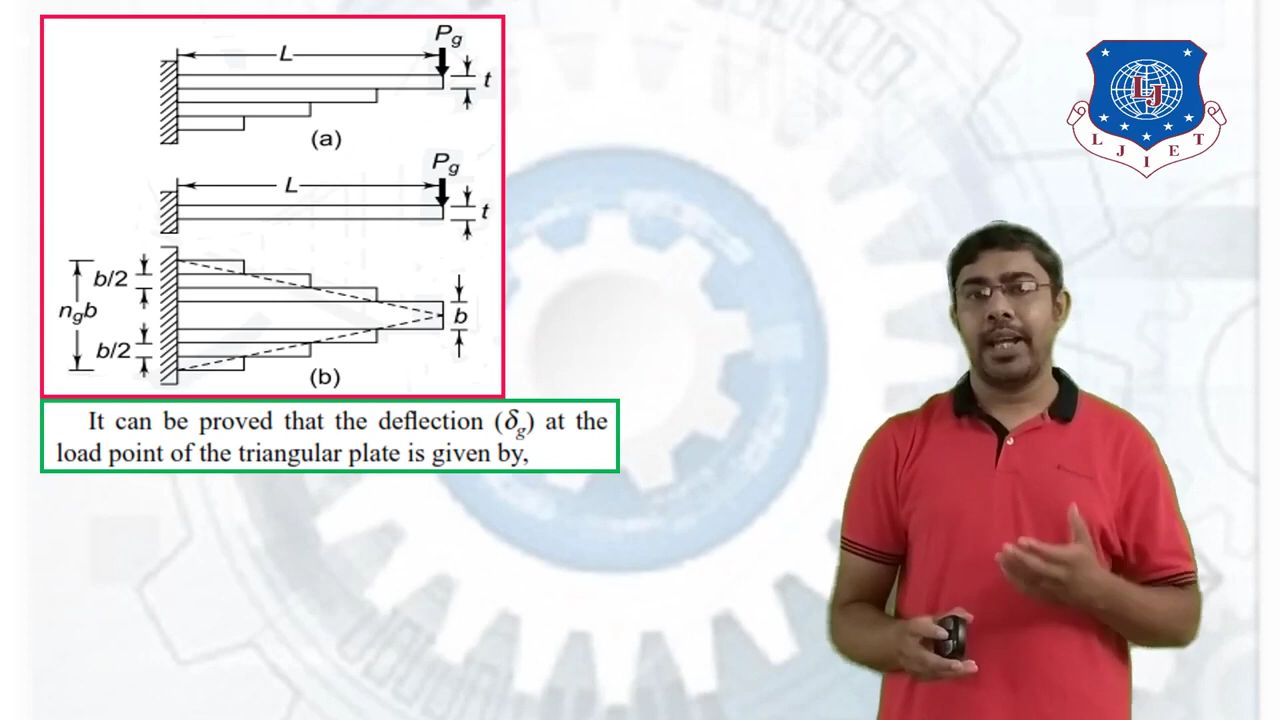 P_g
L
t
(a)
P_g
L
t
b/2
n_gb
b
b/2
(b)
It can be proved that the deflection (δ_g) at the
load point of the triangular plate is given by,
LJ
L J I E T